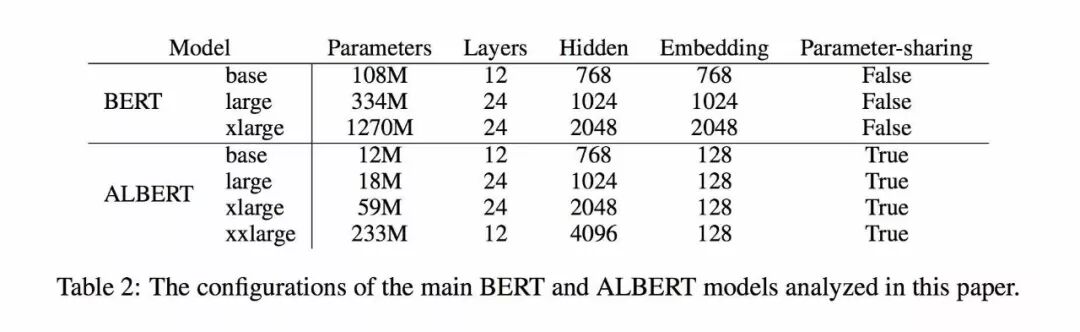 Model Parameters Layers Hidden Embedding Parameter-sharing
base 108M 12 768 768 False
BERT large 334M 24 1024 1024 False
xlarge 1270M 24 2048 2048 False
base 12M 12 768 128 True
large 18M 24 1024 128 True
ALBERT
xlarge 59M 24 2048 128 True
xxlarge 233M 12 4096 128 True
Table 2: The configurations of the main BERT and ALBERT models analyzed in this paper.